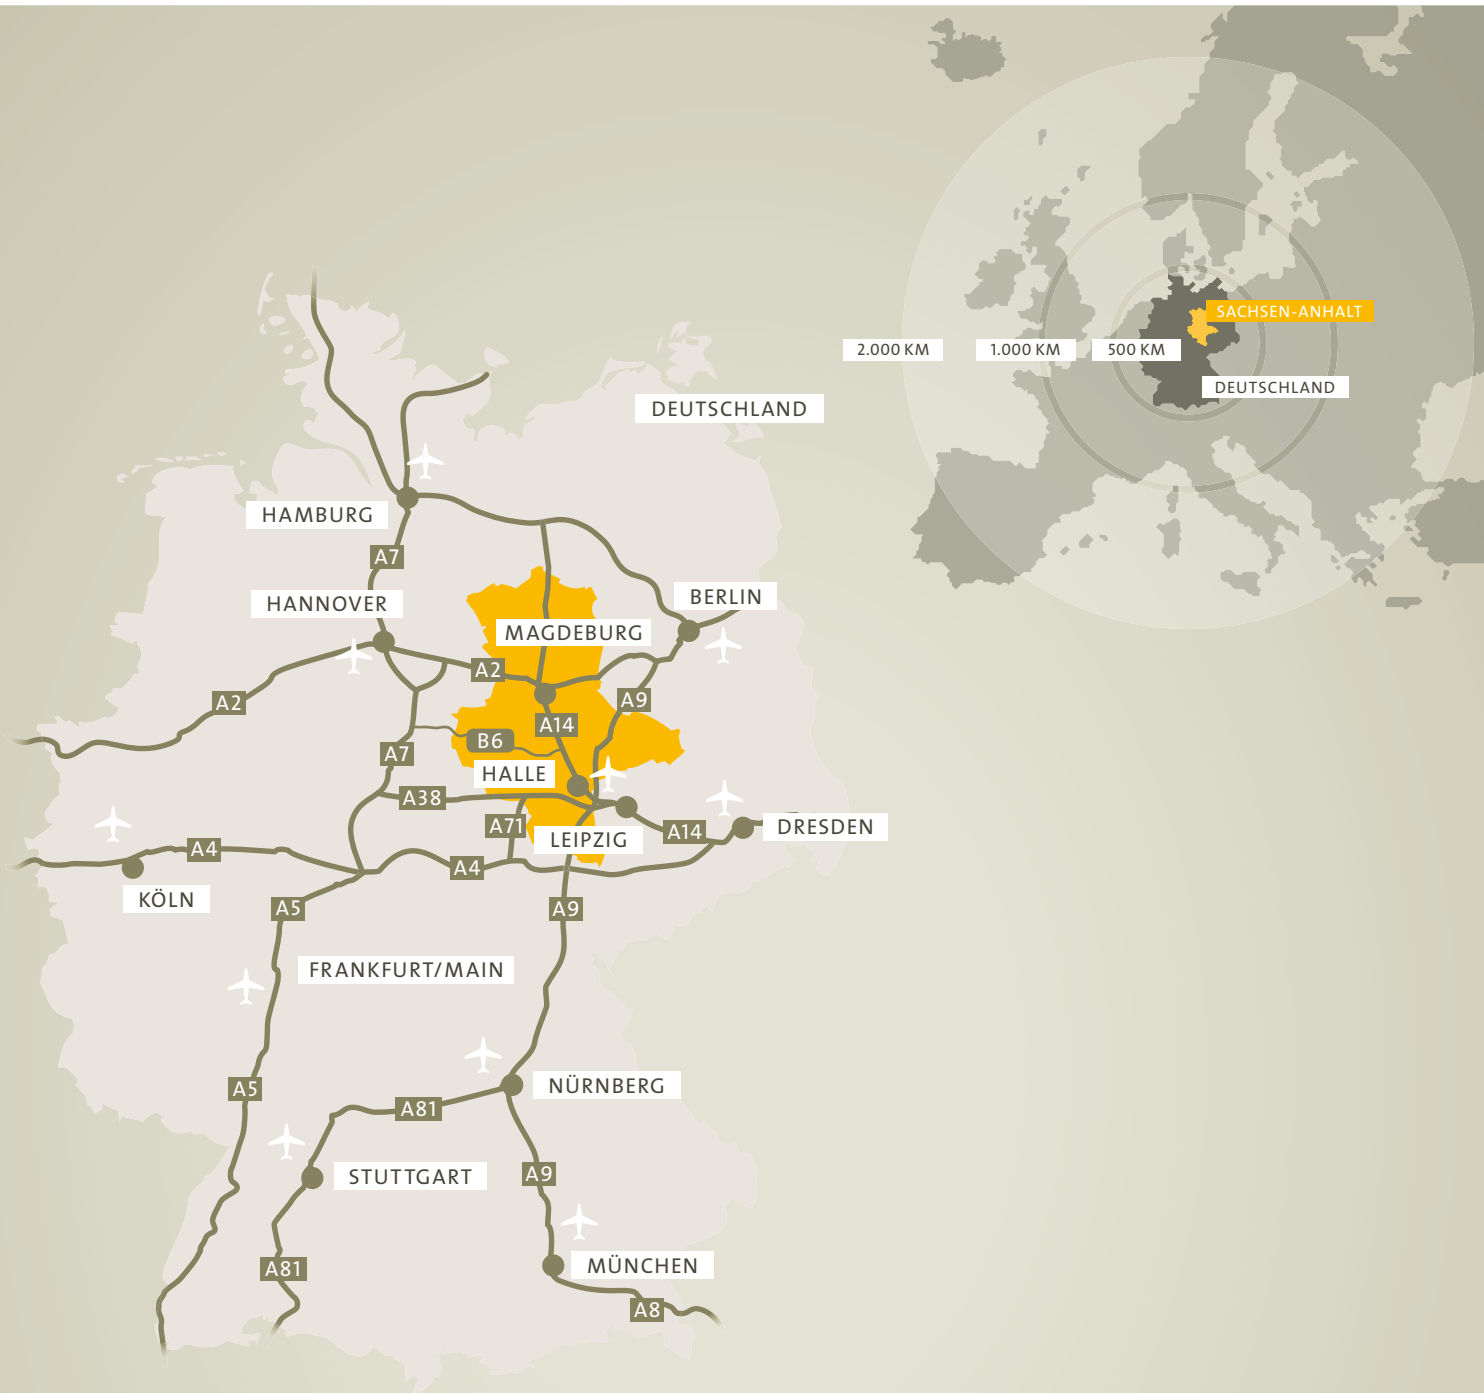 SACHSEN-ANHALT
2.000 KM
1.000 KM
500 KM
DEUTSCHLAND
DEUTSCHLAND
HAMBURG
A7
HANNOVER
BERLIN
MAGDEBURG
A2
A2
A9
A14
B6
A7
HALLE
A38
A71
A14
DRESDEN
LEIPZIG
A4
A4
KÖLN
A5
A9
FRANKFURT/MAIN
A5
NÜRNBERG
A81
STUTTGART
A9
A81
MÜNCHEN
A8